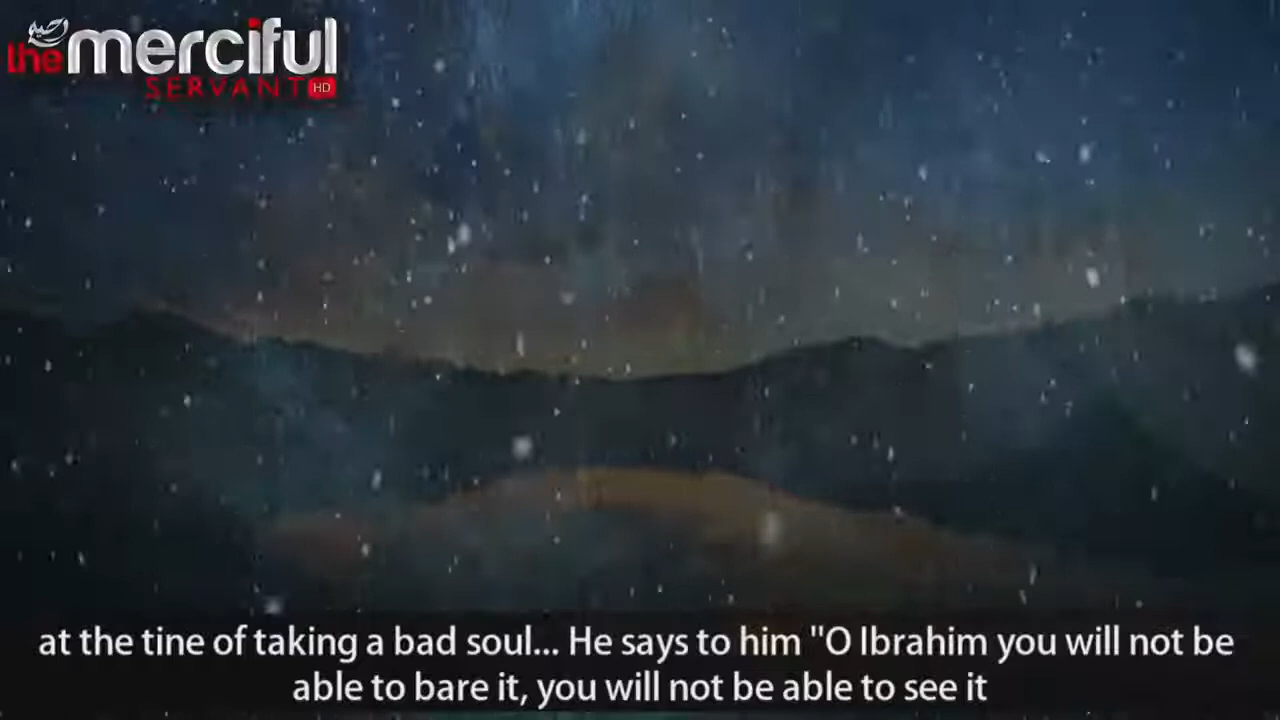 the merciful
SERVANT HD
at the tine of taking a bad soul... He says to him "O Ibrahim you will not be
able to bare it, you will not be able to see it